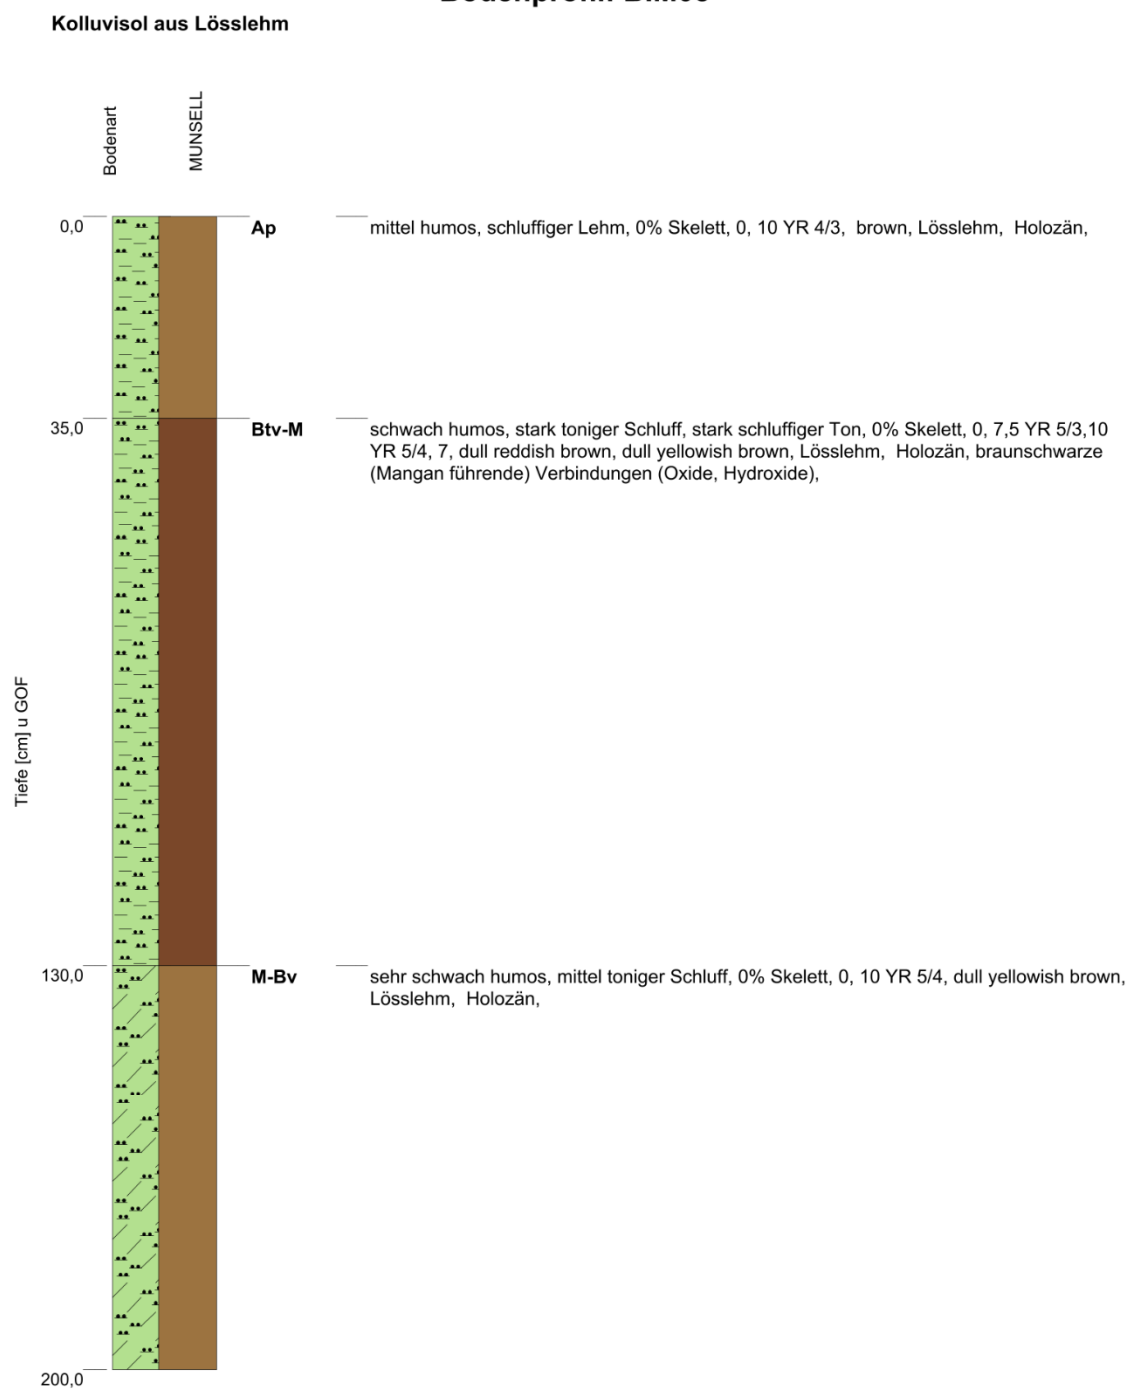 Kolluvisol aus Lösslehm
Bodenart
MUNSELL
0,0 Ap mittel humos, schluffiger Lehm, 0% Skelett, 0, 10 YR 4/3, brown, Lösslehm, Holozän,
35,0 Btv-M schwach humos, stark toniger Schluff, stark schluffiger Ton, 0% Skelett, 0, 7,5 YR 5/3,10
YR 5/4, 7, dull reddish brown, dull yellowish brown, Lösslehm, Holozän, braunschwarze
(Mangan führende) Verbindungen (Oxide, Hydroxide),
Tiefe [cm] u GOF
130,0 M-Bv sehr schwach humos, mittel toniger Schluff, 0% Skelett, 0, 10 YR 5/4, dull yellowish brown,
Lösslehm, Holozän,
200,0